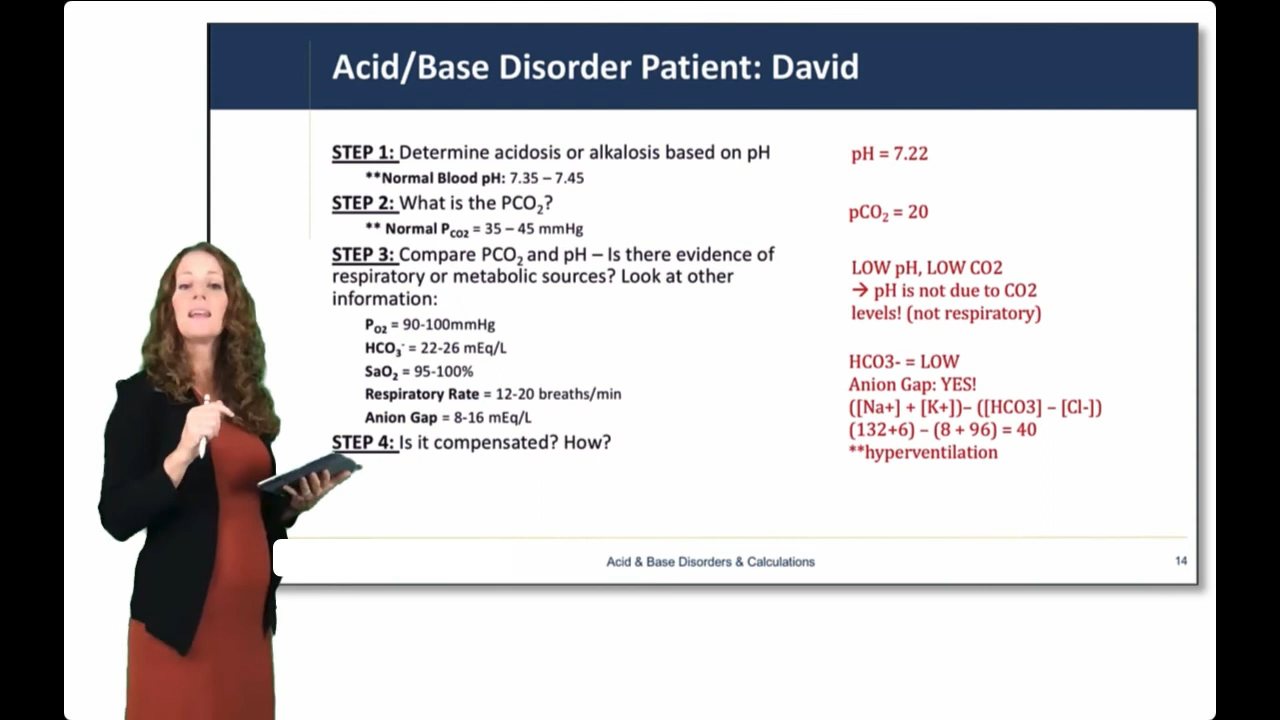 Acid/Base Disorder Patient: David
STEP 1: Determine acidosis or alkalosis based on pH
**Normal Blood pH: 7.35 – 7.45
STEP 2: What is the PCO₂?
** Normal P_CO2 = 35 – 45 mmHg
STEP 3: Compare PCO₂ and pH – Is there evidence of
respiratory or metabolic sources? Look at other
information:
P_O2 = 90-100mmHg
HCO₃⁻ = 22-26 mEq/L
SaO₂ = 95-100%
Respiratory Rate = 12-20 breaths/min
Anion Gap = 8-16 mEq/L
STEP 4: Is it compensated? How?
pH = 7.22
pCO₂ = 20
LOW pH, LOW CO2
→ pH is not due to CO2
levels! (not respiratory)
HCO3- = LOW
Anion Gap: YES!
([Na+] + [K+])– ([HCO3] – [Cl-])
(132+6) – (8 + 96) = 40
**hyperventilation
Acid & Base Disorders & Calculations
14